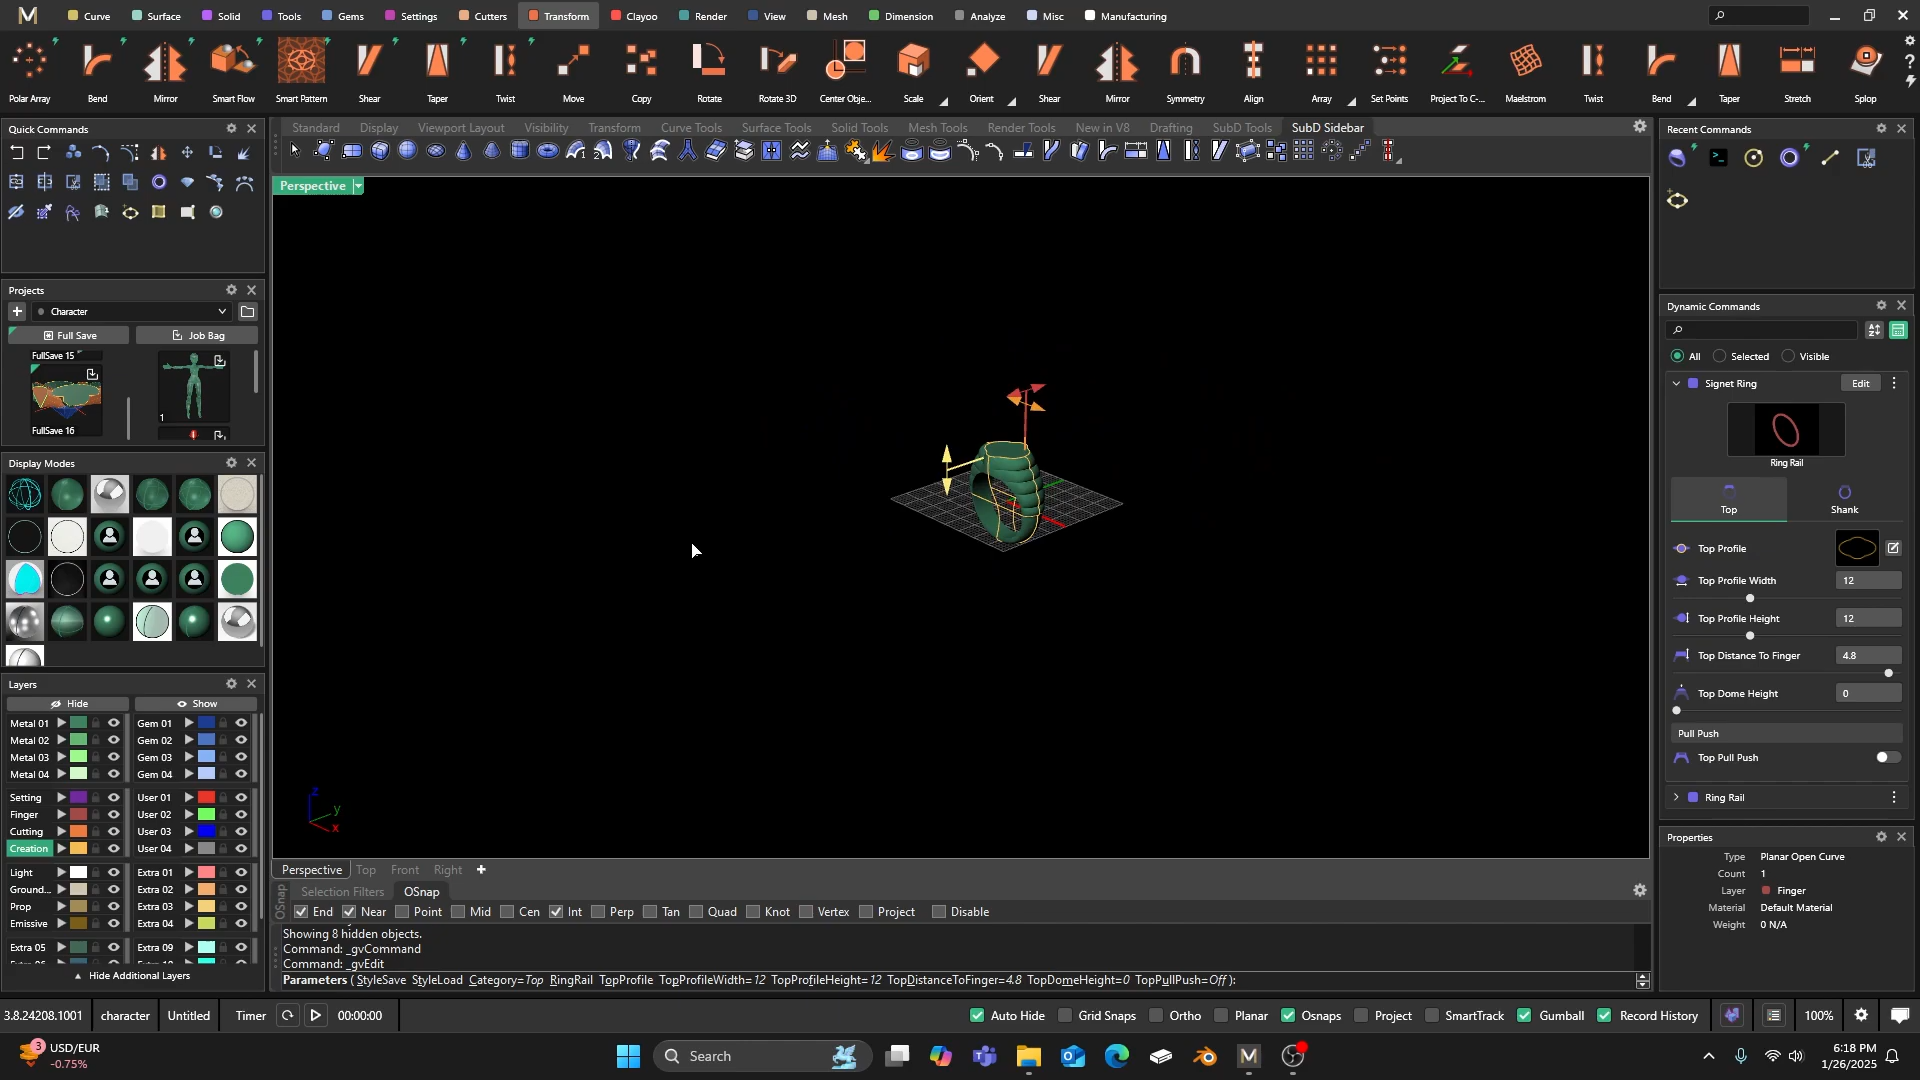 Curve Surface Solid Tools Gems Settings Cutters Transform Clayoo Render View Mesh Dimension Analyze Misc Manufacturing
Polar Array Bend Mirror Smart Flow Smart Pattern Shear Taper Twist Move Copy Rotate Rotate 3D Center Obje... Scale Orient Shear Mirror Symmetry Align Array Set Points Project To C-... Maelstrom Twist Bend Taper Stretch Splop
Quick Commands
Standard Display Viewport Layout Visibility Transform Curve Tools Surface Tools Solid Tools Mesh Tools Render Tools New in V8 Drafting SubD Tools SubD Sidebar
Recent Commands
Perspective
Projects
Character
Full Save Job Bag
FullSave 15
1
FullSave 16
Dynamic Commands
All Selected Visible
Signet Ring Edit
Ring Rail
Top Shank
Top Profile
Top Profile Width 12
Top Profile Height 12
Top Distance To Finger 4.8
Top Dome Height 0
Pull Push
Top Pull Push
Ring Rail
Display Modes
Layers
Hide Show
Metal 01 Gem 01
Metal 02 Gem 02
Metal 03 Gem 03
Metal 04 Gem 04
Setting User 01
Finger User 02
Cutting User 03
Creation User 04
Light Extra 01
Ground... Extra 02
Prop Extra 03
Emissive Extra 04
Extra 05 Extra 09
Hide Additional Layers
z
y
x
Perspective Top Front Right
OSnap
Selection Filters OSnap
End Near Point Mid Cen Int Perp Tan Quad Knot Vertex Project Disable
Showing 8 hidden objects.
Command: _gvCommand
Command: _gvEdit
Parameters ( StyleSave StyleLoad Category=Top RingRail TopProfile TopProfileWidth=12 TopProfileHeight=12 TopDistanceToFinger=4.8 TopDomeHeight=0 TopPullPush=Off ):
Properties
Type Planar Open Curve
Count 1
Layer Finger
Material Default Material
Weight 0 N/A
3.8.24208.1001 character Untitled Timer 00:00:00 Auto Hide Grid Snaps Ortho Planar Osnaps Project SmartTrack Gumball Record History 100%
3 USD/EUR
-0.75%
Search
6:18 PM
1/26/2025